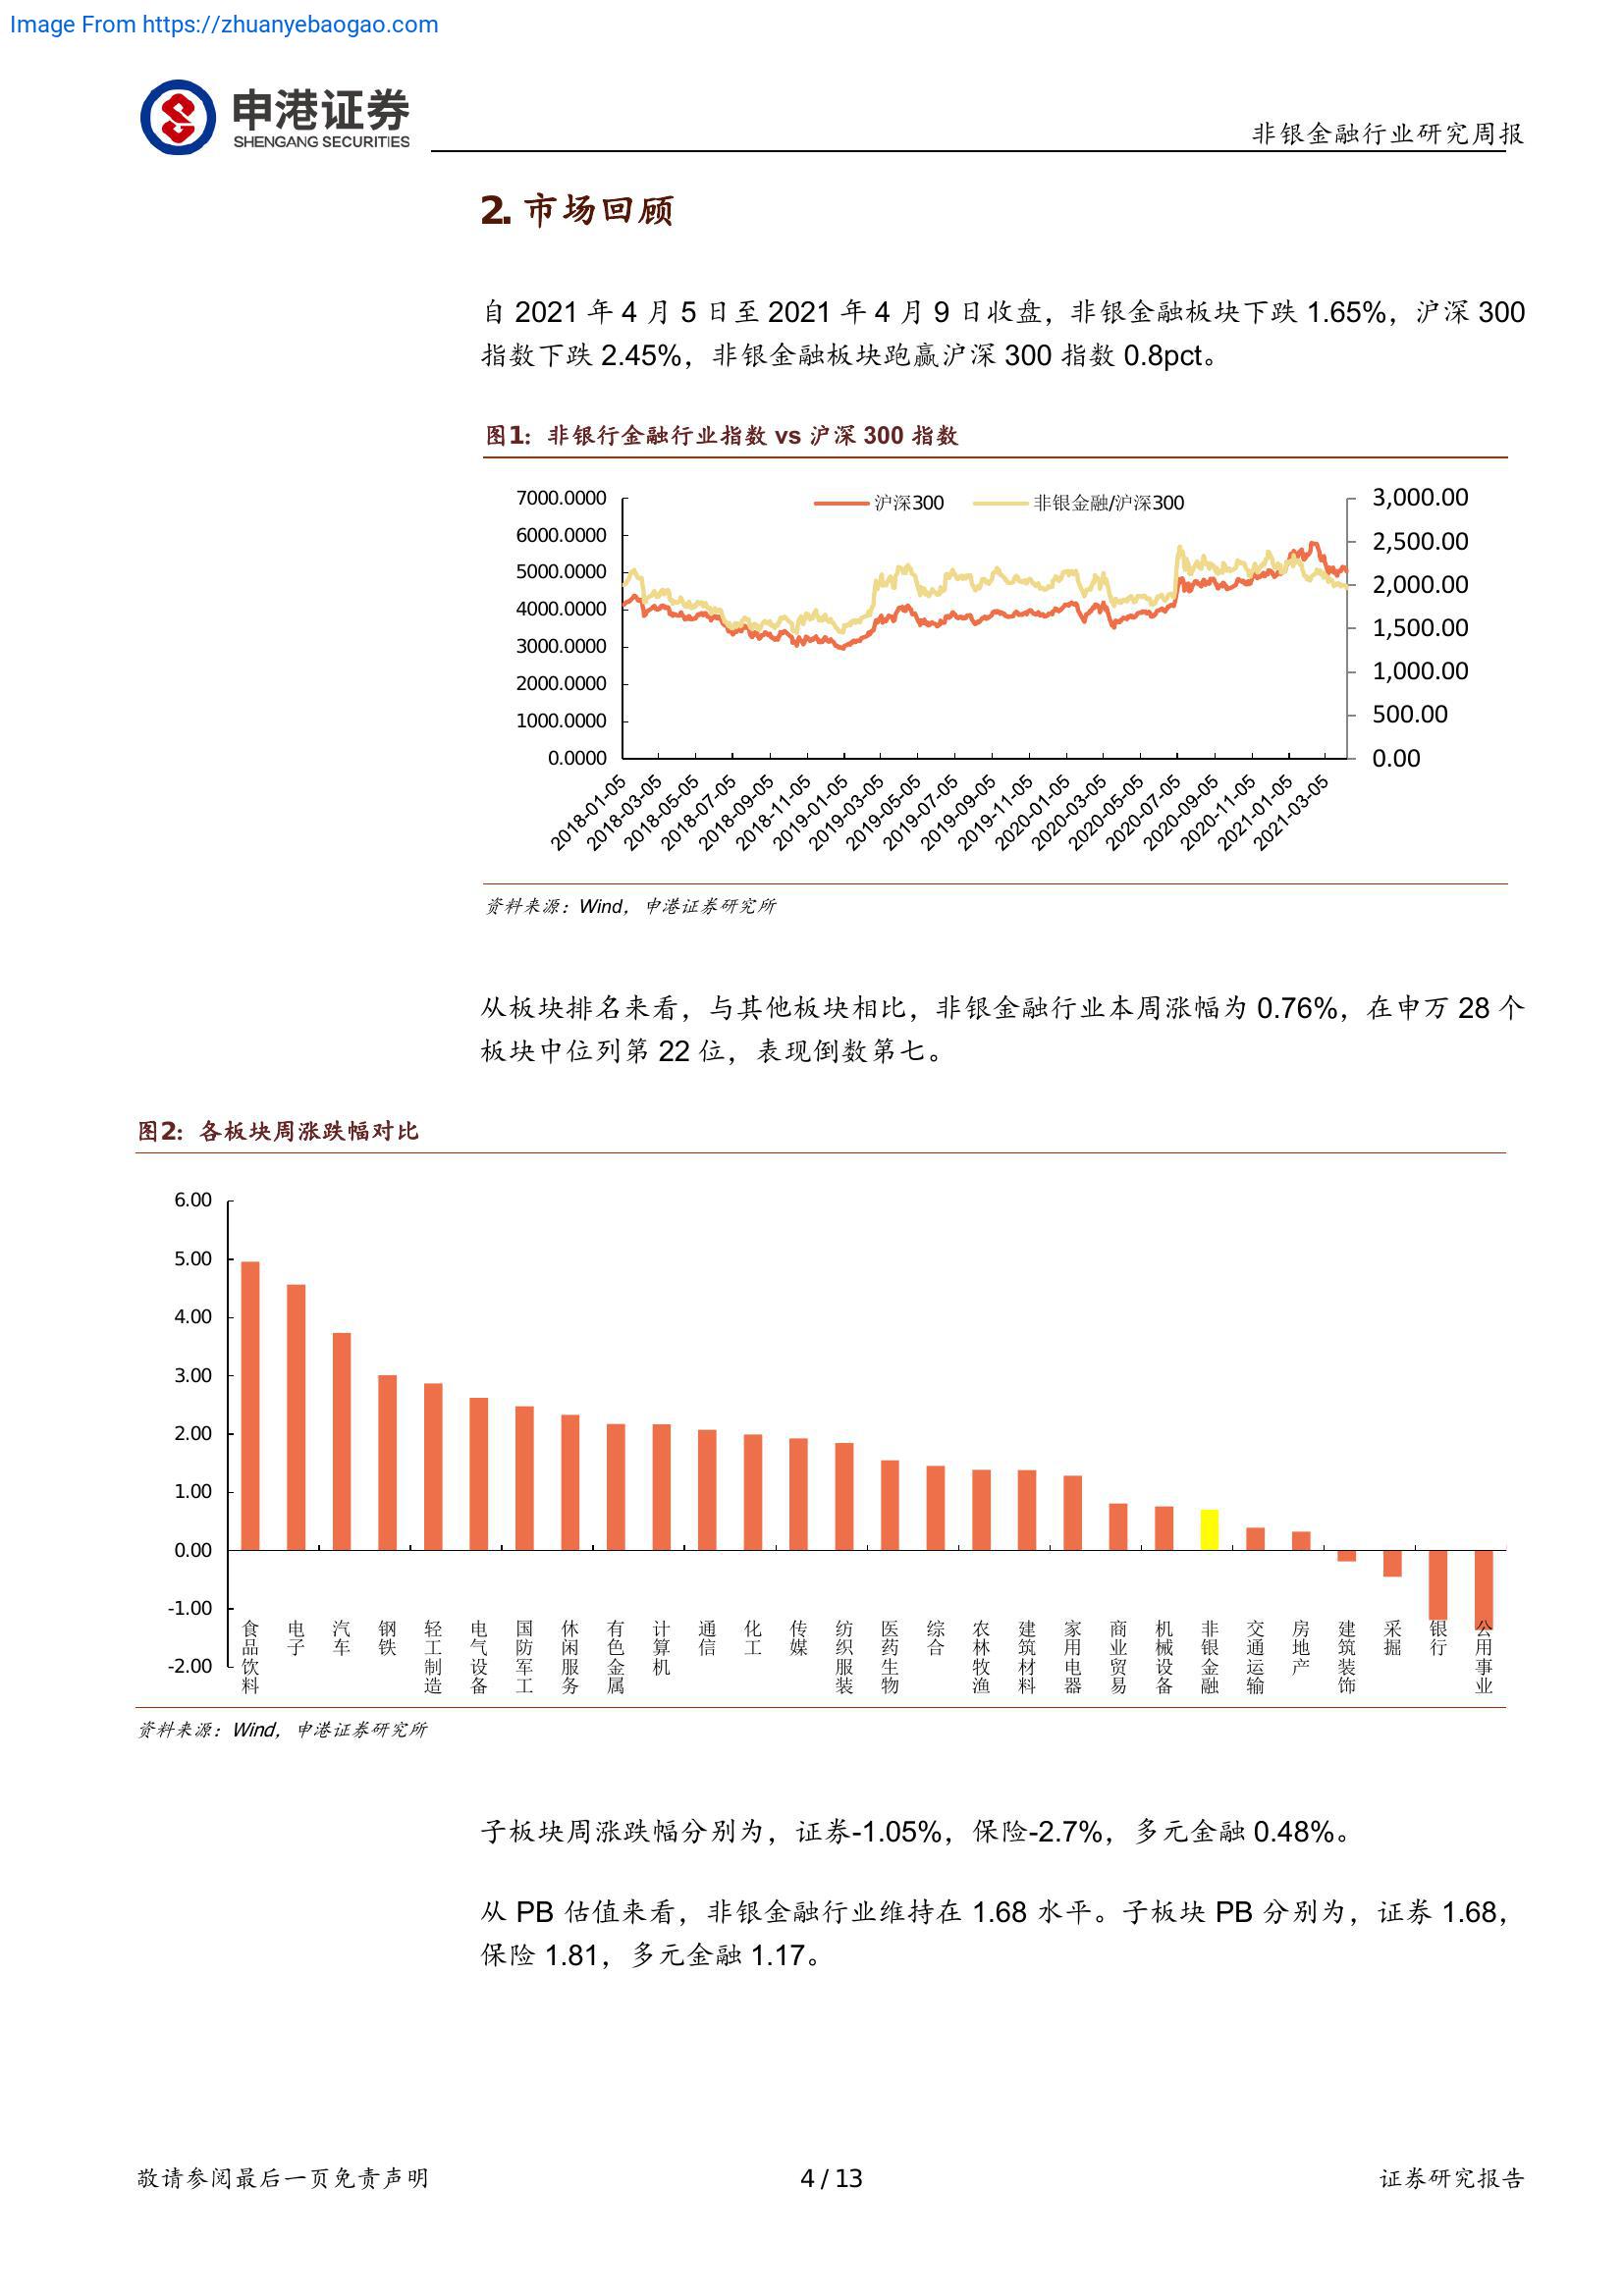 Image From https://zhuanyebaogao.com
申港证券
SHENGANG SECURITIES
非银金融行业研究周报
2. 市场回顾
自 2021 年 4 月 5 日至 2021 年 4 月 9 日收盘，非银金融板块下跌 1.65%，沪深 300
指数下跌 2.45%，非银金融板块跑赢沪深 300 指数 0.8pct。
图1：非银行金融行业指数 vs 沪深 300 指数
沪深300 非银金融/沪深300
7000.0000
6000.0000
5000.0000
4000.0000
3000.0000
2000.0000
1000.0000
0.0000
3,000.00
2,500.00
2,000.00
1,500.00
1,000.00
500.00
0.00
2018-01-05
2018-03-05
2018-05-05
2018-07-05
2018-09-05
2018-11-05
2019-01-05
2019-03-05
2019-05-05
2019-07-05
2019-09-05
2019-11-05
2020-01-05
2020-03-05
2020-05-05
2020-07-05
2020-09-05
2020-11-05
2021-01-05
2021-03-05
资料来源：Wind，申港证券研究所
从板块排名来看，与其他板块相比，非银金融行业本周涨幅为 0.76%，在申万 28 个
板块中位列第 22 位，表现倒数第七。
图2：各板块周涨跌幅对比
6.00
5.00
4.00
3.00
2.00
1.00
0.00
-1.00
-2.00
食品饮料
电子
汽车
钢铁
轻工制造
电气设备
国防军工
休闲服务
有色金属
计算机
通信
化工
传媒
纺织服装
医药生物
综合
农林牧渔
建筑材料
家用电器
商业贸易
机械设备
非银金融
交通运输
房地产
建筑装饰
采掘
银行
公用事业
资料来源：Wind，申港证券研究所
子板块周涨跌幅分别为，证券-1.05%，保险-2.7%，多元金融 0.48%。
从 PB 估值来看，非银金融行业维持在 1.68 水平。子板块 PB 分别为，证券 1.68，
保险 1.81，多元金融 1.17。
敬请参阅最后一页免责声明
4 / 13
证券研究报告